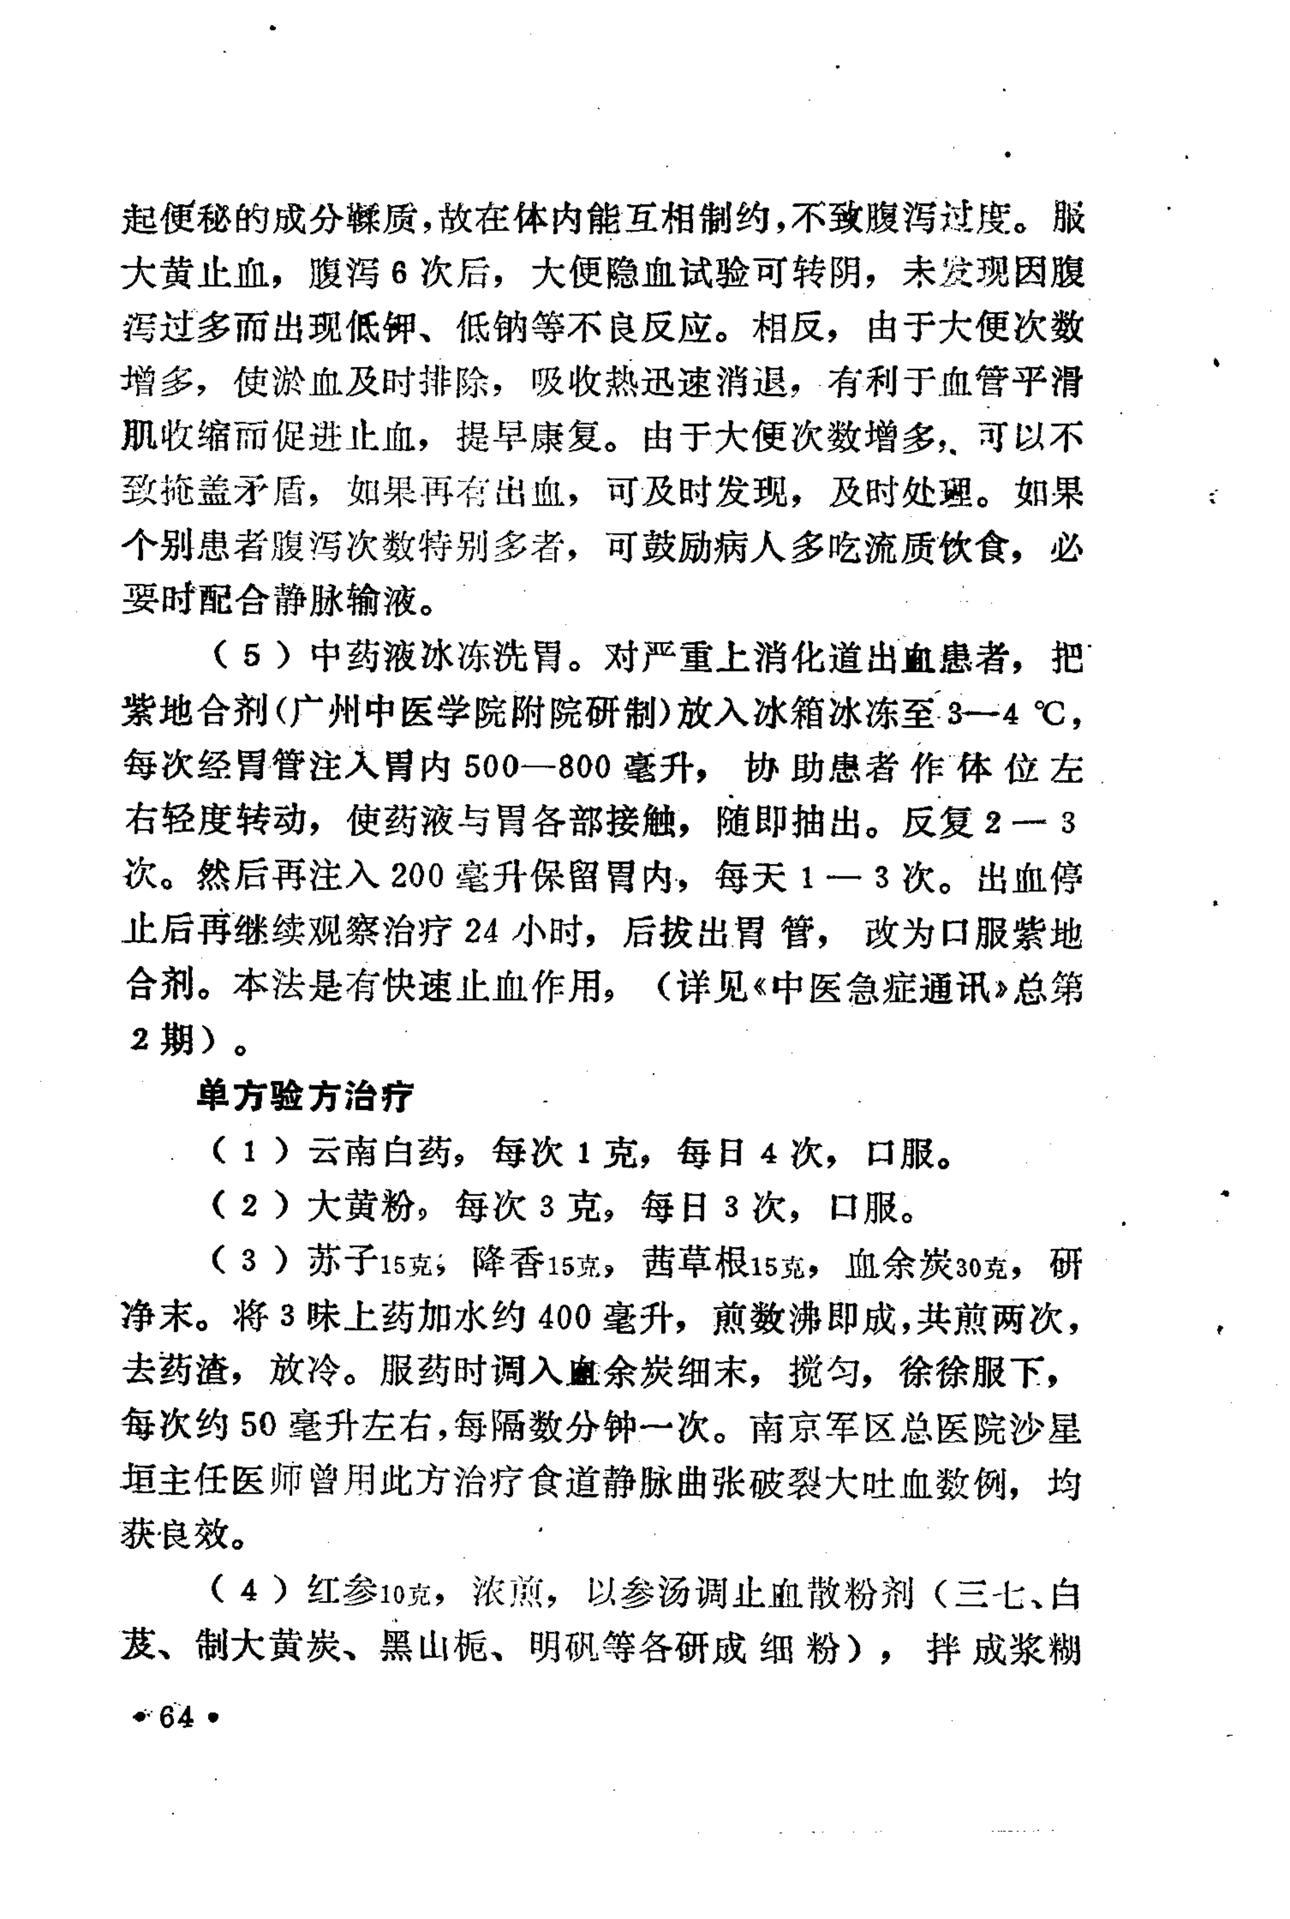 起便秘的成分鞣质，故在体内能互相制约，不致腹泻过度。服
大黄止血，腹泻6次后，大便隐血试验可转阴，未发现因腹
泻过多而出现低钾、低钠等不良反应。相反，由于大便次数
增多，使淤血及时排除，吸收热迅速消退，有利于血管平滑
肌收缩而促进止血，提早康复。由于大便次数增多，可以不
致掩盖矛盾，如果再有出血，可及时发现，及时处理。如果
个别患者腹泻次数特别多者，可鼓励病人多吃流质饮食，必
要时配合静脉输液。
（5）中药液冰冻洗胃。对严重上消化道出血患者，把
紫地合剂（广州中医学院附院研制）放入冰箱冰冻至3—4℃，
每次经胃管注入胃内500—800毫升，协助患者作体位左
右轻度转动，使药液与胃各部接触，随即抽出。反复2—3
次。然后再注入200毫升保留胃内，每天1—3次。出血停
止后再继续观察治疗24小时，后拔出胃管，改为口服紫地
合剂。本法是有快速止血作用，（详见《中医急症通讯》总第
2期）。
单方验方治疗
（1）云南白药，每次1克，每日4次，口服。
（2）大黄粉，每次3克，每日3次，口服。
（3）苏子15克；降香15克，茜草根15克，血余炭30克，研
净末。将3味上药加水约400毫升，煎数沸即成，共煎两次，
去药渣，放冷。服药时调入血余炭细末，搅匀，徐徐服下，
每次约50毫升左右，每隔数分钟一次。南京军区总医院沙星
垣主任医师曾用此方治疗食道静脉曲张破裂大吐血数例，均
获良效。
（4）红参10克，浓煎，以参汤调止血散粉剂（三七、白
芨、制大黄炭、黑山栀、明矾等各研成细粉），拌成浆糊
•64•